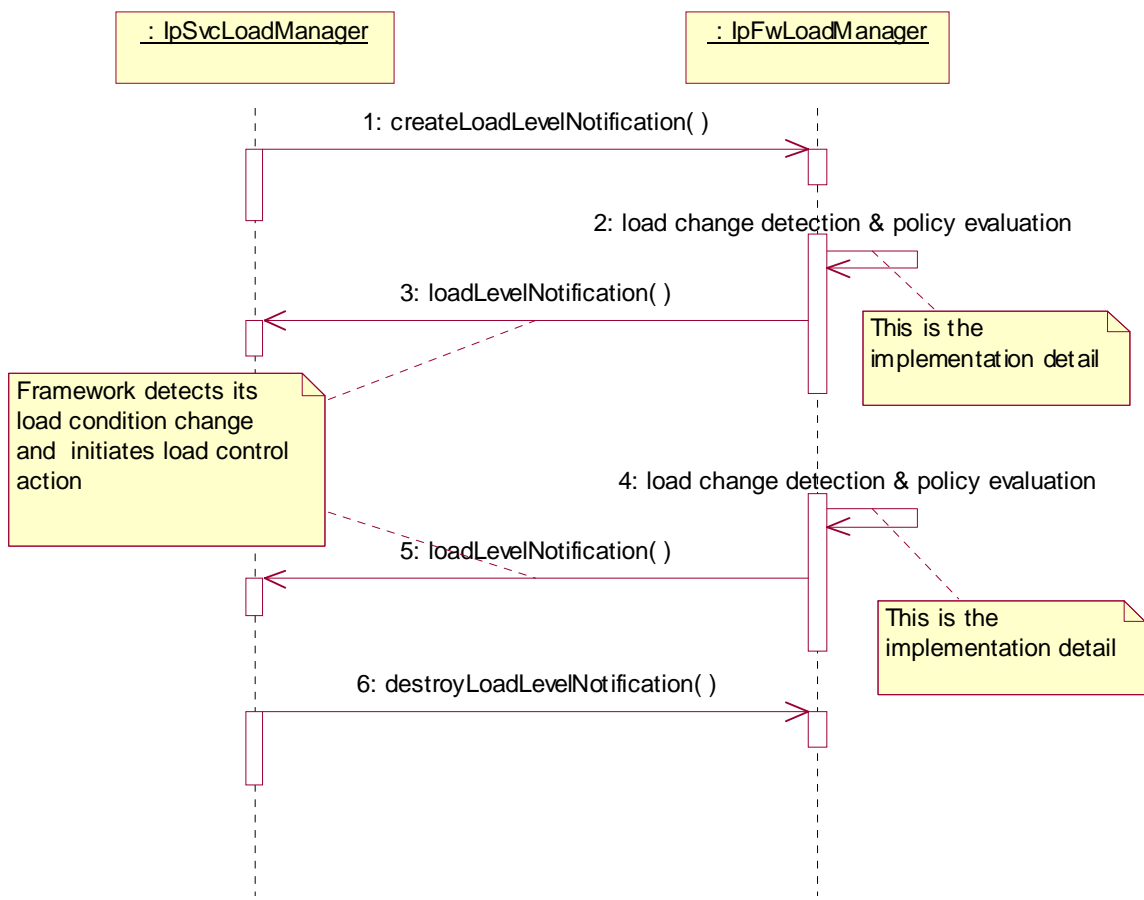 : IpSvcLoadManager
: IpFwLoadManager
1: createLoadLevelNotification( )
2: load change detection & policy evaluation
3: loadLevelNotification( )
This is the
implementation detail
Framework detects its
load condition change
and initiates load control
action
4: load change detection & policy evaluation
5: loadLevelNotification( )
This is the
implementation detail
6: destroyLoadLevelNotification( )